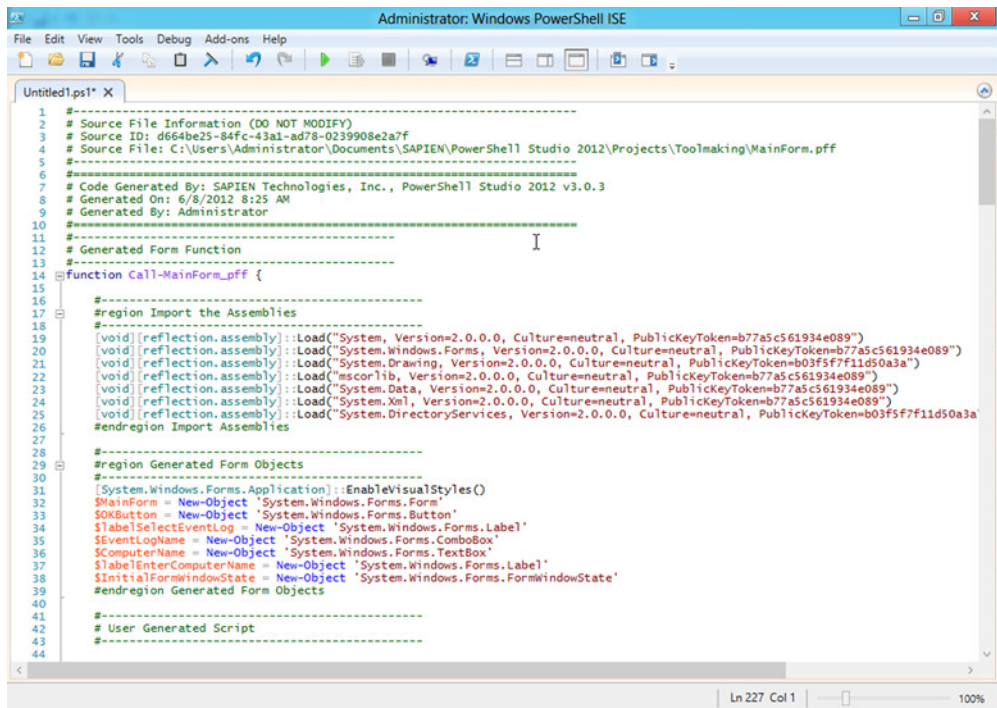 Administrator: Windows PowerShell ISE
File Edit View Tools Debug Add-ons Help
Untitled1.ps1* X
1 #---------------------------------------------------------------------------
2 # Source File Information (DO NOT MODIFY)
3 # Source ID: d664be25-84fc-43a1-ad78-0239908e2a7f
4 # Source File: C:\Users\Administrator\Documents\SAPIEN\PowerShell Studio 2012\Projects\Toolmaking\MainForm.pff
5 #---------------------------------------------------------------------------
6 #===========================================================================
7 # Code Generated By: SAPIEN Technologies, Inc., PowerShell Studio 2012 v3.0.3
8 # Generated On: 6/8/2012 8:25 AM
9 # Generated By: Administrator
10 #===========================================================================
11 #----------------------------------------------
12 # Generated Form Function
13 #----------------------------------------------
14 function Call-MainForm_pff {
15
16 #----------------------------------------------
17 #region Import the Assemblies
18 #----------------------------------------------
19 [void][reflection.assembly]::Load("System, Version=2.0.0.0, Culture=neutral, PublicKeyToken=b77a5c561934e089")
20 [void][reflection.assembly]::Load("System.Windows.Forms, Version=2.0.0.0, Culture=neutral, PublicKeyToken=b77a5c561934e089")
21 [void][reflection.assembly]::Load("System.Drawing, Version=2.0.0.0, Culture=neutral, PublicKeyToken=b03f5f7f11d50a3a")
22 [void][reflection.assembly]::Load("mscorlib, Version=2.0.0.0, Culture=neutral, PublicKeyToken=b77a5c561934e089")
23 [void][reflection.assembly]::Load("System.Data, Version=2.0.0.0, Culture=neutral, PublicKeyToken=b77a5c561934e089")
24 [void][reflection.assembly]::Load("System.Xml, Version=2.0.0.0, Culture=neutral, PublicKeyToken=b77a5c561934e089")
25 [void][reflection.assembly]::Load("System.DirectoryServices, Version=2.0.0.0, Culture=neutral, PublicKeyToken=b03f5f7f11d50a3a
26 #endregion Import Assemblies
27
28 #----------------------------------------------
29 #region Generated Form Objects
30 #----------------------------------------------
31 [System.Windows.Forms.Application]::EnableVisualStyles()
32 $MainForm = New-Object 'System.Windows.Forms.Form'
33 $OKButton = New-Object 'System.Windows.Forms.Button'
34 $labelSelectEventLog = New-Object 'System.Windows.Forms.Label'
35 $EventLogName = New-Object 'System.Windows.Forms.ComboBox'
36 $ComputerName = New-Object 'System.Windows.Forms.TextBox'
37 $labelEnterComputerName = New-Object 'System.Windows.Forms.Label'
38 $InitialFormWindowState = New-Object 'System.Windows.Forms.FormWindowState'
39 #endregion Generated Form Objects
40
41 #----------------------------------------------
42 # User Generated Script
43 #----------------------------------------------
44
Ln 227 Col 1 100%